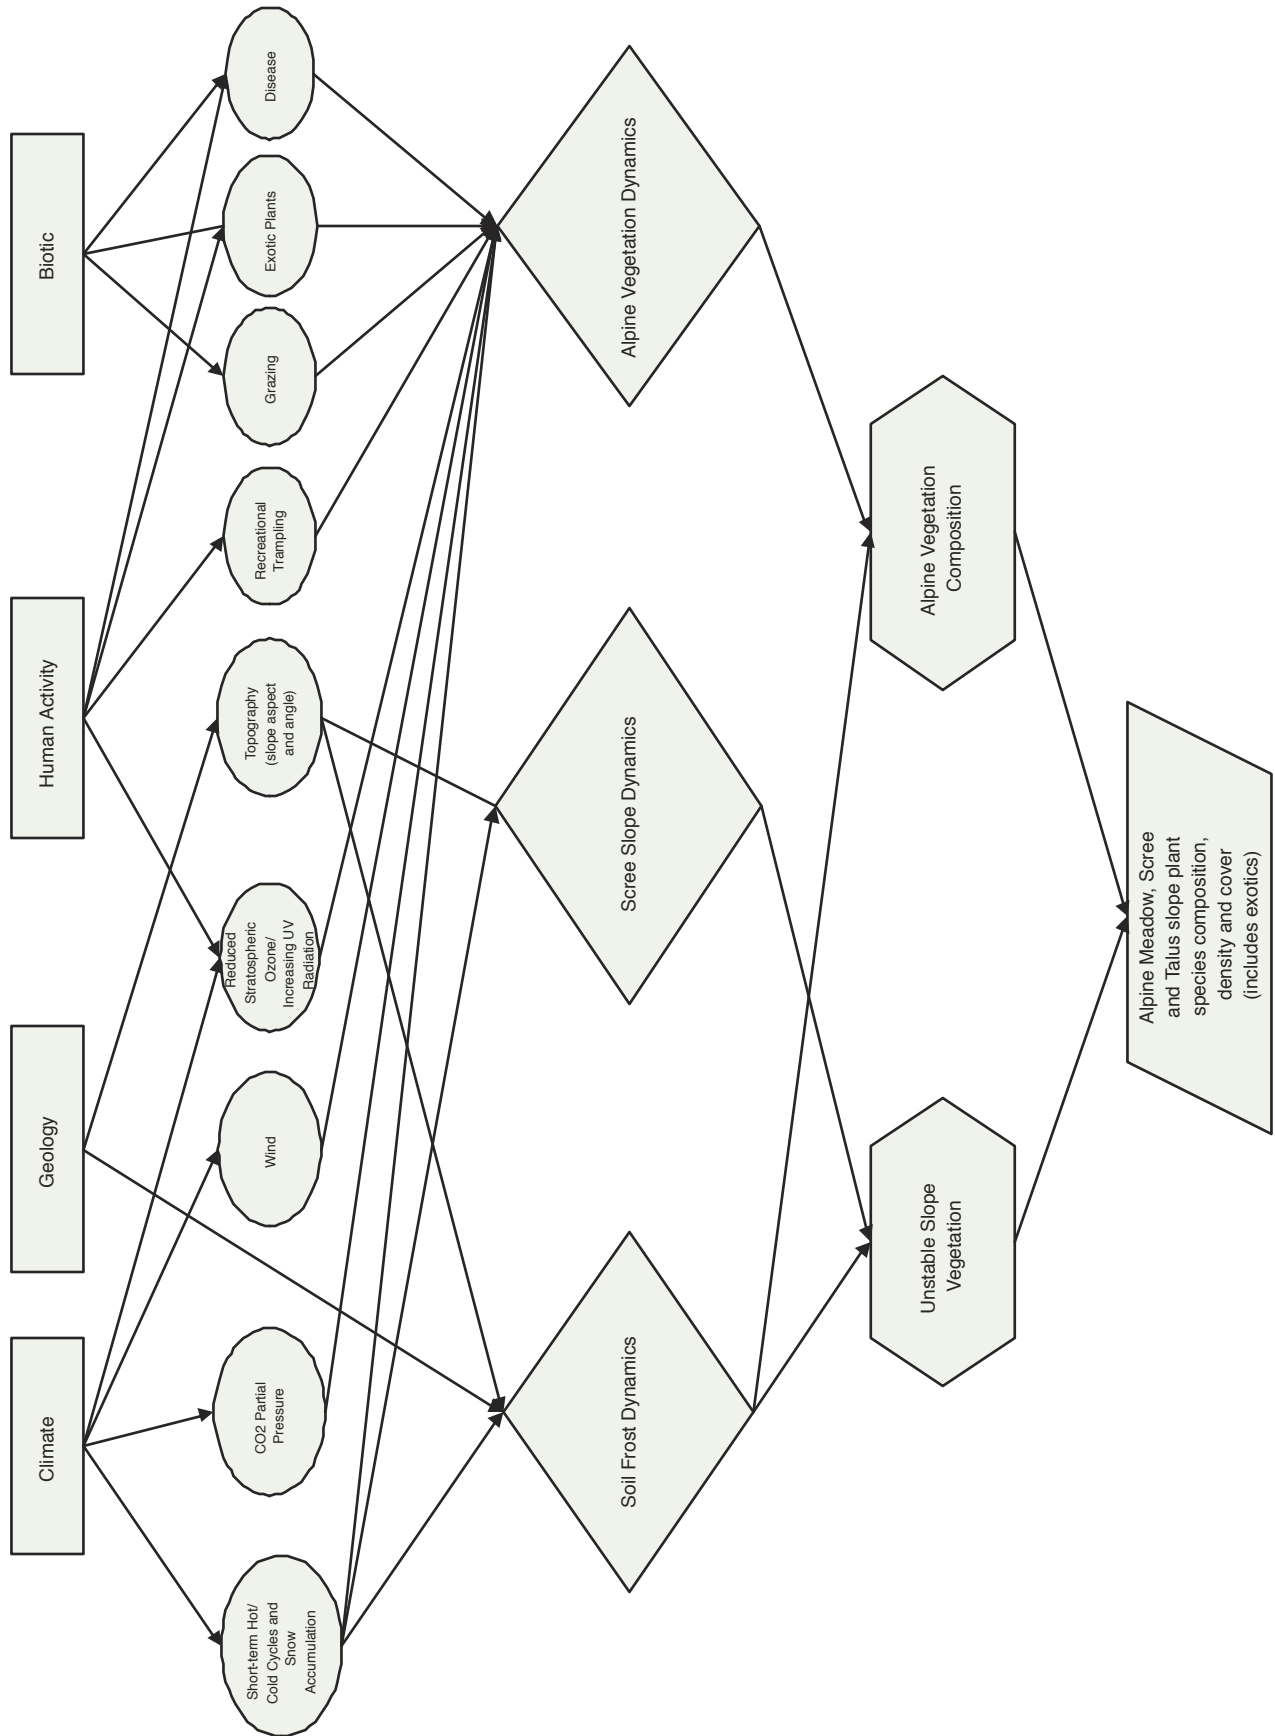 Climate
Geology
Human Activity
Biotic
Short-term Hot/
Cold Cycles and
Snow
Accumulation
CO2 Partial
Pressure
Wind
Reduced
Stratospheric
Ozone/
Increasing UV
Radiation
Topography
(slope aspect
and angle)
Recreational
Trampling
Grazing
Exotic Plants
Disease
Soil Frost Dynamics
Scree Slope Dynamics
Alpine Vegetation Dynamics
Unstable Slope
Vegetation
Alpine Vegetation
Composition
Alpine Meadow, Scree
and Talus slope plant
species composition,
density and cover
(includes exotics)